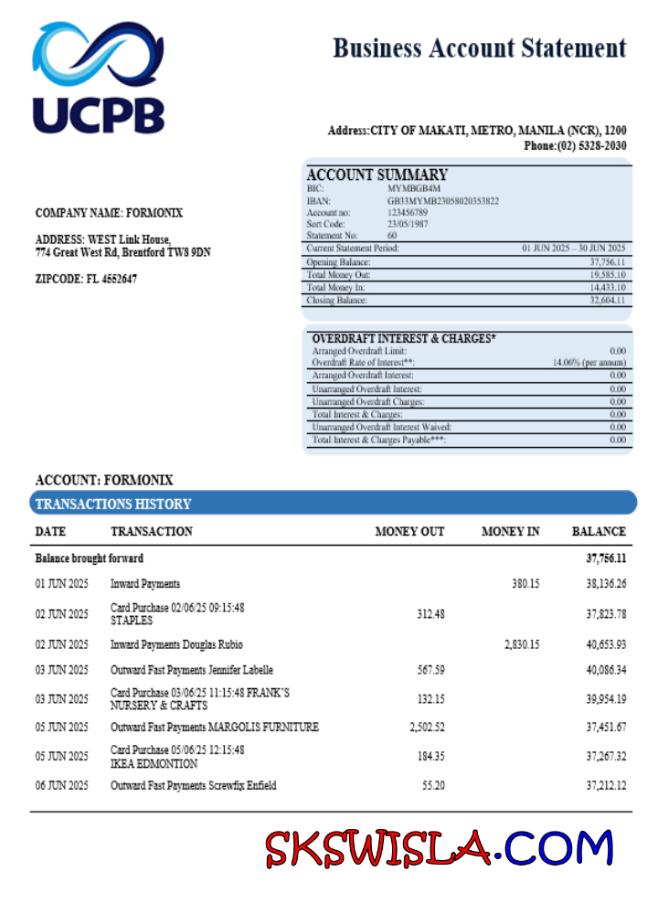 UCPB
Business Account Statement
Address:CITY OF MAKATI, METRO, MANILA (NCR), 1200
Phone:(02) 5328-2030
COMPANY NAME: FORMONIX
ADDRESS: WEST Link House,
774 Great West Rd, Brentford TW8 9DN
ZIPCODE: FL 4552647
ACCOUNT SUMMARY
BIC: MYMBGB4M
IBAN: GB33MYMB23058020353822
Account no: 123456789
Sort Code: 23/05/1987
Statement No: 60
Current Statement Period: 01 JUN 2025 – 30 JUN 2025
Opening Balance: 37,756.11
Total Money Out: 19,585.10
Total Money In: 14,433.10
Closing Balance: 32,604.11
OVERDRAFT INTEREST & CHARGES*
Arranged Overdraft Limit: 0.00
Overdraft Rate of Interest**: 14.06% (per annum)
Arranged Overdraft Interest: 0.00
Unarranged Overdraft Interest: 0.00
Unarranged Overdraft Charges: 0.00
Total Interest & Charges: 0.00
Unarranged Overdraft Interest Waived: 0.00
Total Interest & Charges Payable***: 0.00
ACCOUNT: FORMONIX
TRANSACTIONS HISTORY
DATE TRANSACTION MONEY OUT MONEY IN BALANCE
Balance brought forward 37,756.11
01 JUN 2025 Inward Payments 380.15 38,136.26
02 JUN 2025 Card Purchase 02/06/25 09:15:48 312.48 37,823.78
STAPLES
02 JUN 2025 Inward Payments Douglas Rubio 2,830.15 40,653.93
03 JUN 2025 Outward Fast Payments Jennifer Labelle 567.59 40,086.34
03 JUN 2025 Card Purchase 03/06/25 11:15:48 FRANK'S 132.15 39,954.19
NURSERY & CRAFTS
05 JUN 2025 Outward Fast Payments MARGOLIS FURNITURE 2,502.52 37,451.67
05 JUN 2025 Card Purchase 05/06/25 12:15:48 184.35 37,267.32
IKEA EDMONTION
06 JUN 2025 Outward Fast Payments Screwfix Enfield 55.20 37,212.12
SKSWISLA.COM